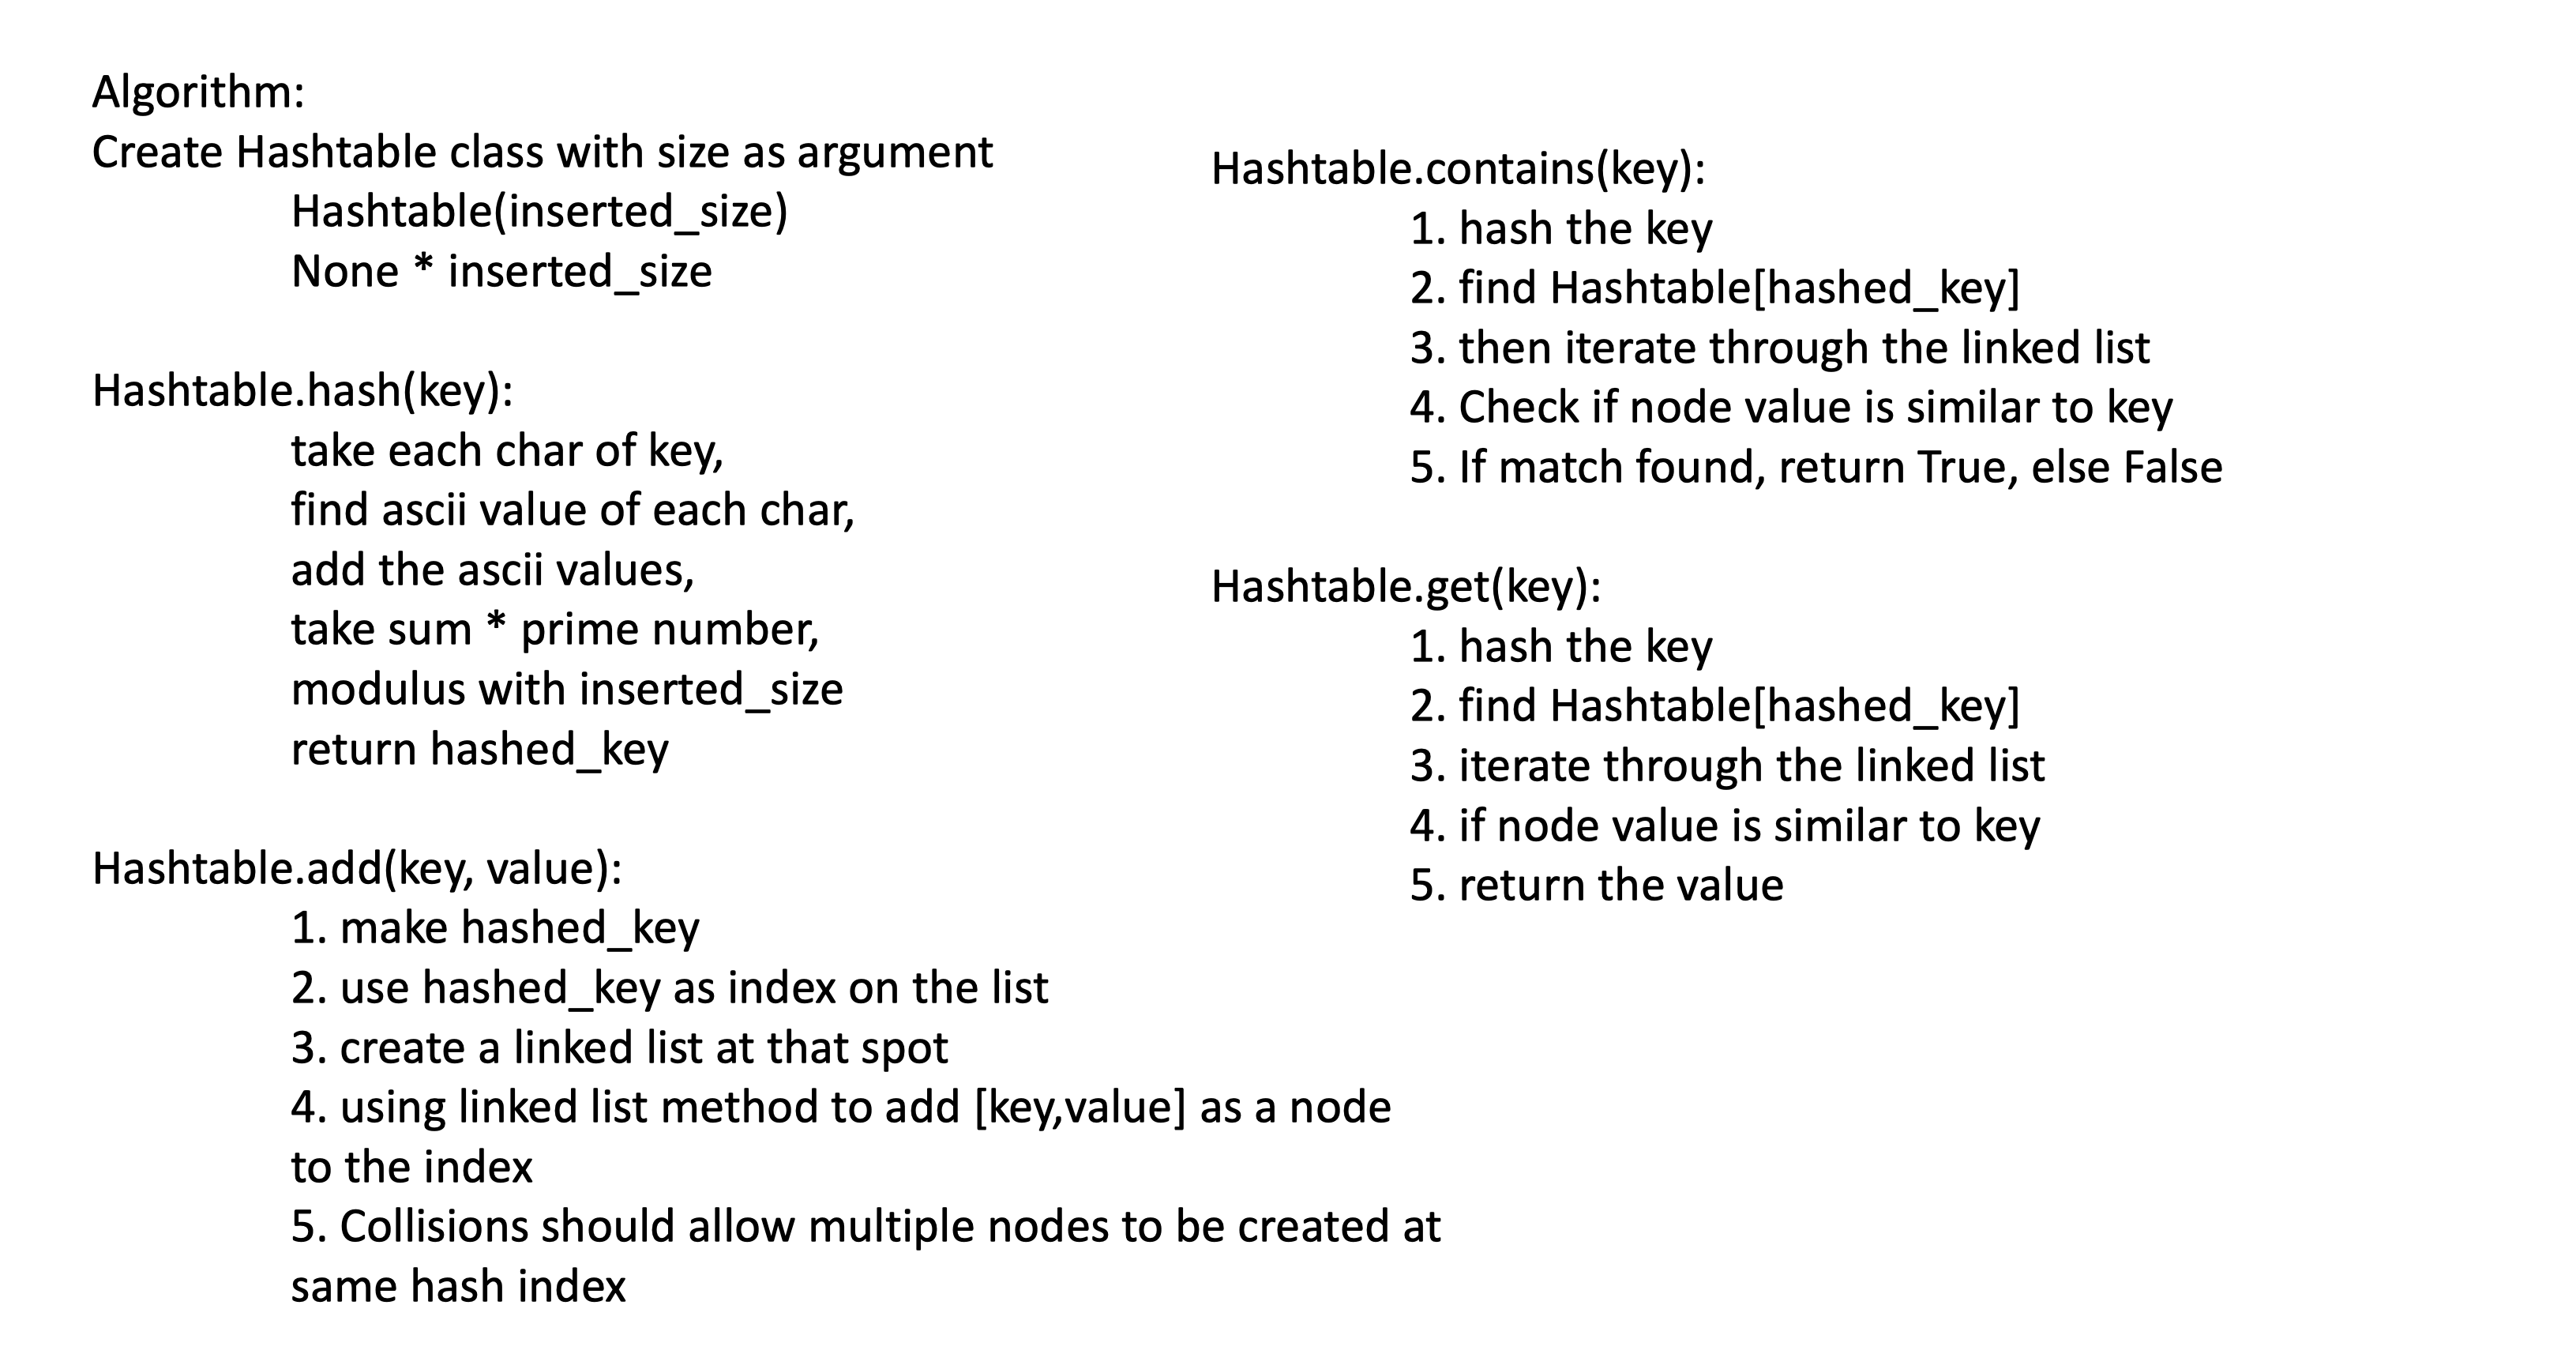 Algorithm:
Create Hashtable class with size as argument
Hashtable(inserted_size)
None * inserted_size
Hashtable.hash(key):
take each char of key,
find ascii value of each char,
add the ascii values,
take sum * prime number,
modulus with inserted_size
return hashed_key
Hashtable.add(key, value):
1. make hashed_key
2. use hashed_key as index on the list
3. create a linked list at that spot
4. using linked list method to add [key,value] as a node
to the index
5. Collisions should allow multiple nodes to be created at
same hash index
Hashtable.contains(key):
1. hash the key
2. find Hashtable[hashed_key]
3. then iterate through the linked list
4. Check if node value is similar to key
5. If match found, return True, else False
Hashtable.get(key):
1. hash the key
2. find Hashtable[hashed_key]
3. iterate through the linked list
4. if node value is similar to key
5. return the value